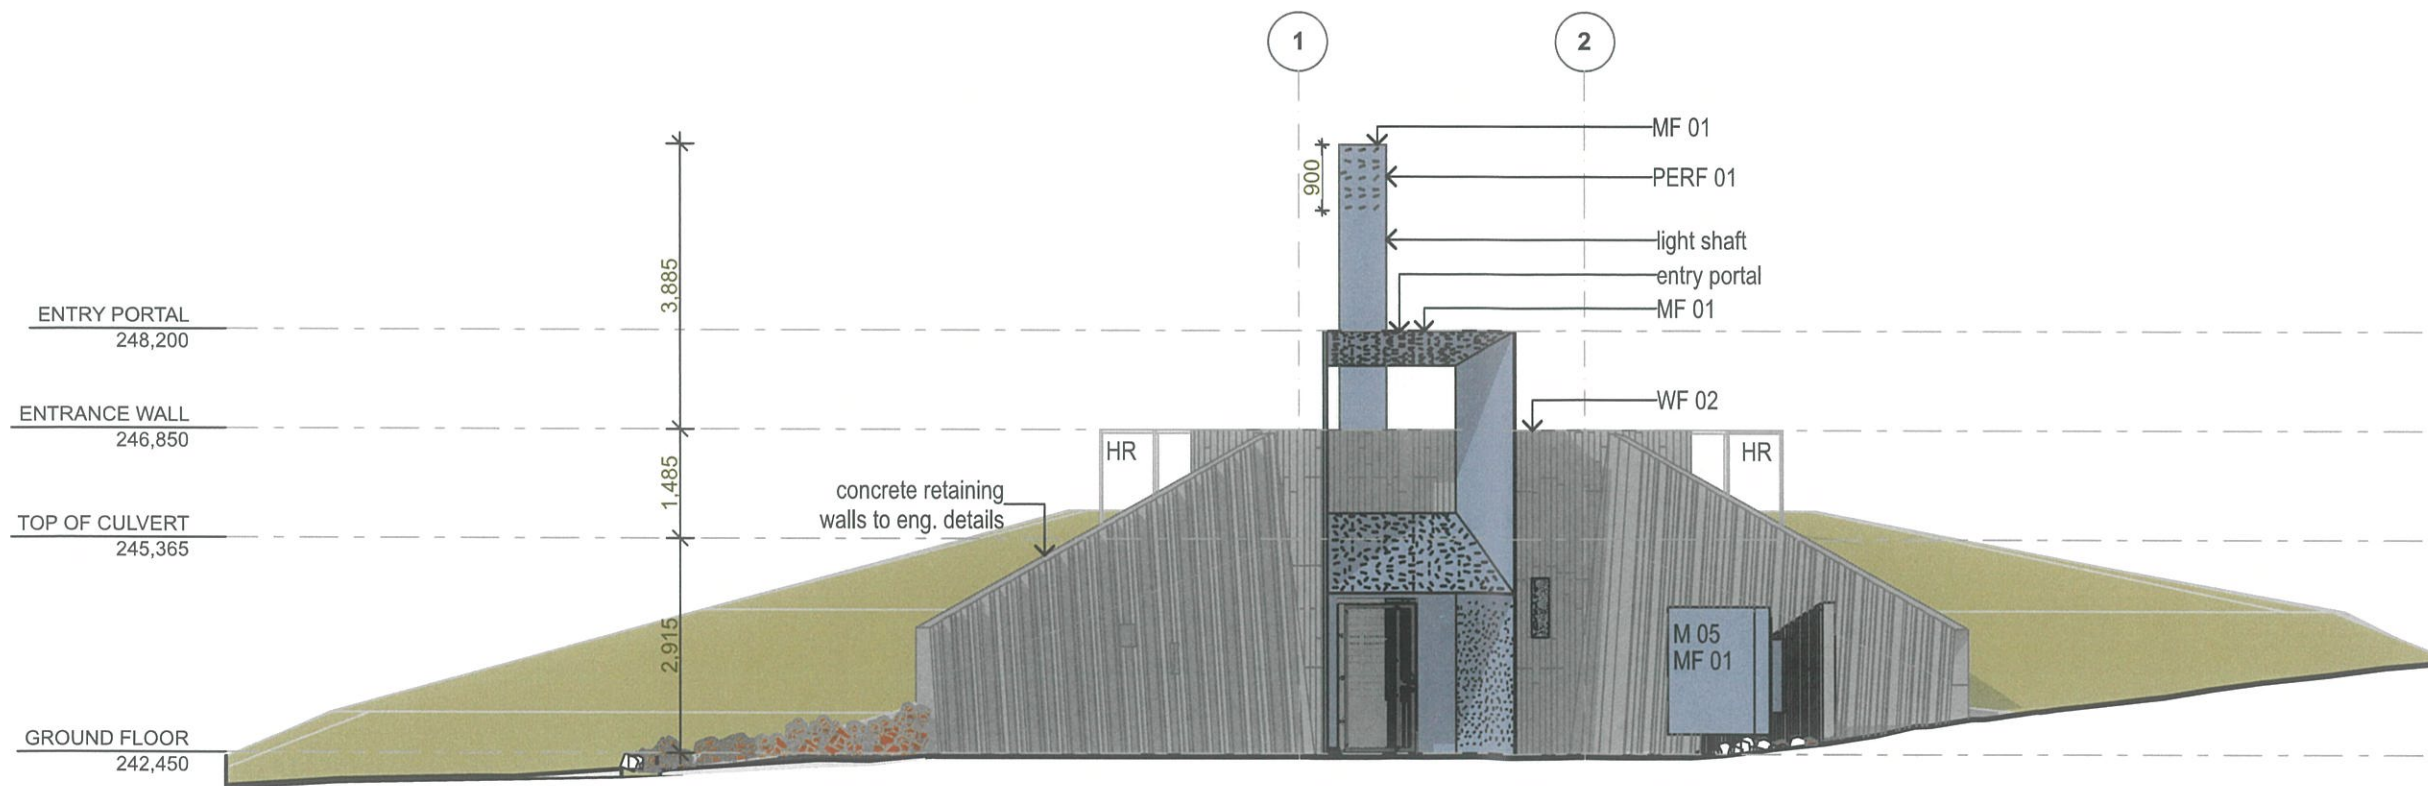 1
2
MF 01
PERF 01
900
light shaft
3,885
entry portal
MF 01
ENTRY PORTAL
248,200
WF 02
ENTRANCE WALL
246,850
HR
HR
1,485
concrete retaining
walls to eng. details
TOP OF CULVERT
245,365
2,915
M 05
MF 01
GROUND FLOOR
242,450